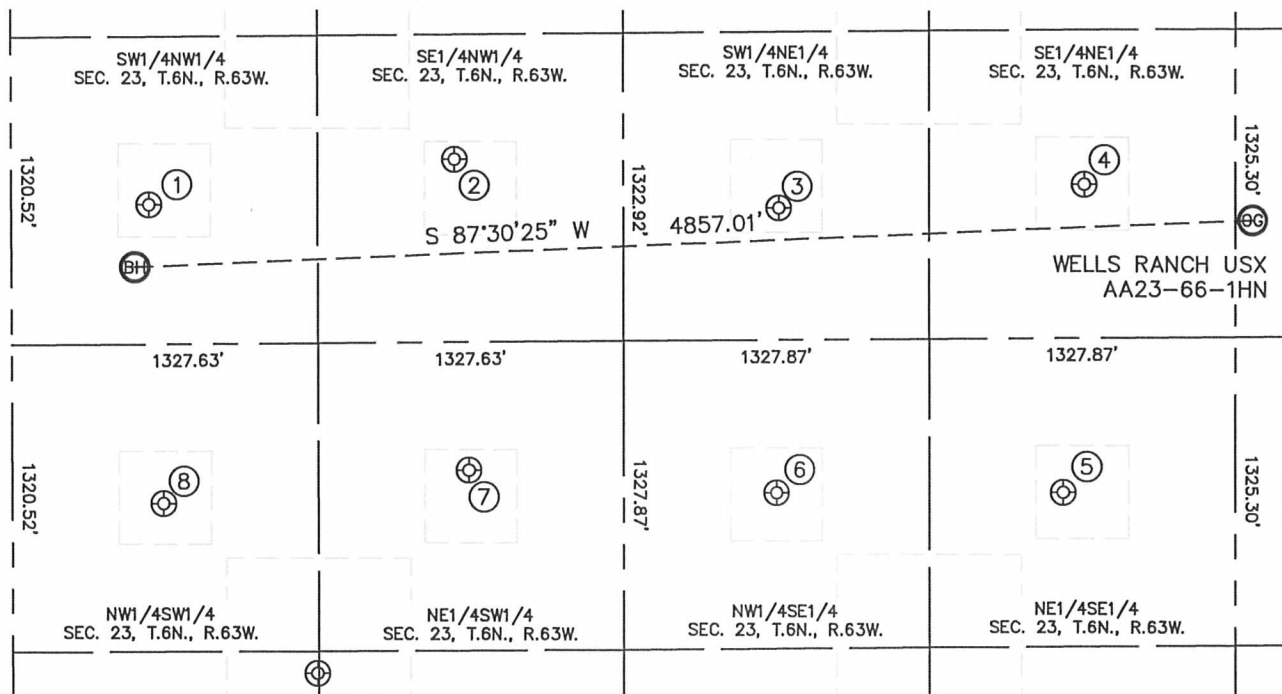 SW1/4NW1/4
SEC. 23, T.6N., R.63W.
SE1/4NW1/4
SEC. 23, T.6N., R.63W.
SW1/4NE1/4
SEC. 23, T.6N., R.63W.
SE1/4NE1/4
SEC. 23, T.6N., R.63W.
1320.52'
1
2
1322.92'
3
4
1325.30'
S 87°30'25" W
4857.01'
BH
OG
WELLS RANCH USX
AA23-66-1HN
1327.63'
1327.63'
1327.87'
1327.87'
1320.52'
8
7
1327.87'
6
5
1325.30'
NW1/4SW1/4
SEC. 23, T.6N., R.63W.
NE1/4SW1/4
SEC. 23, T.6N., R.63W.
NW1/4SE1/4
SEC. 23, T.6N., R.63W.
NE1/4SE1/4
SEC. 23, T.6N., R.63W.